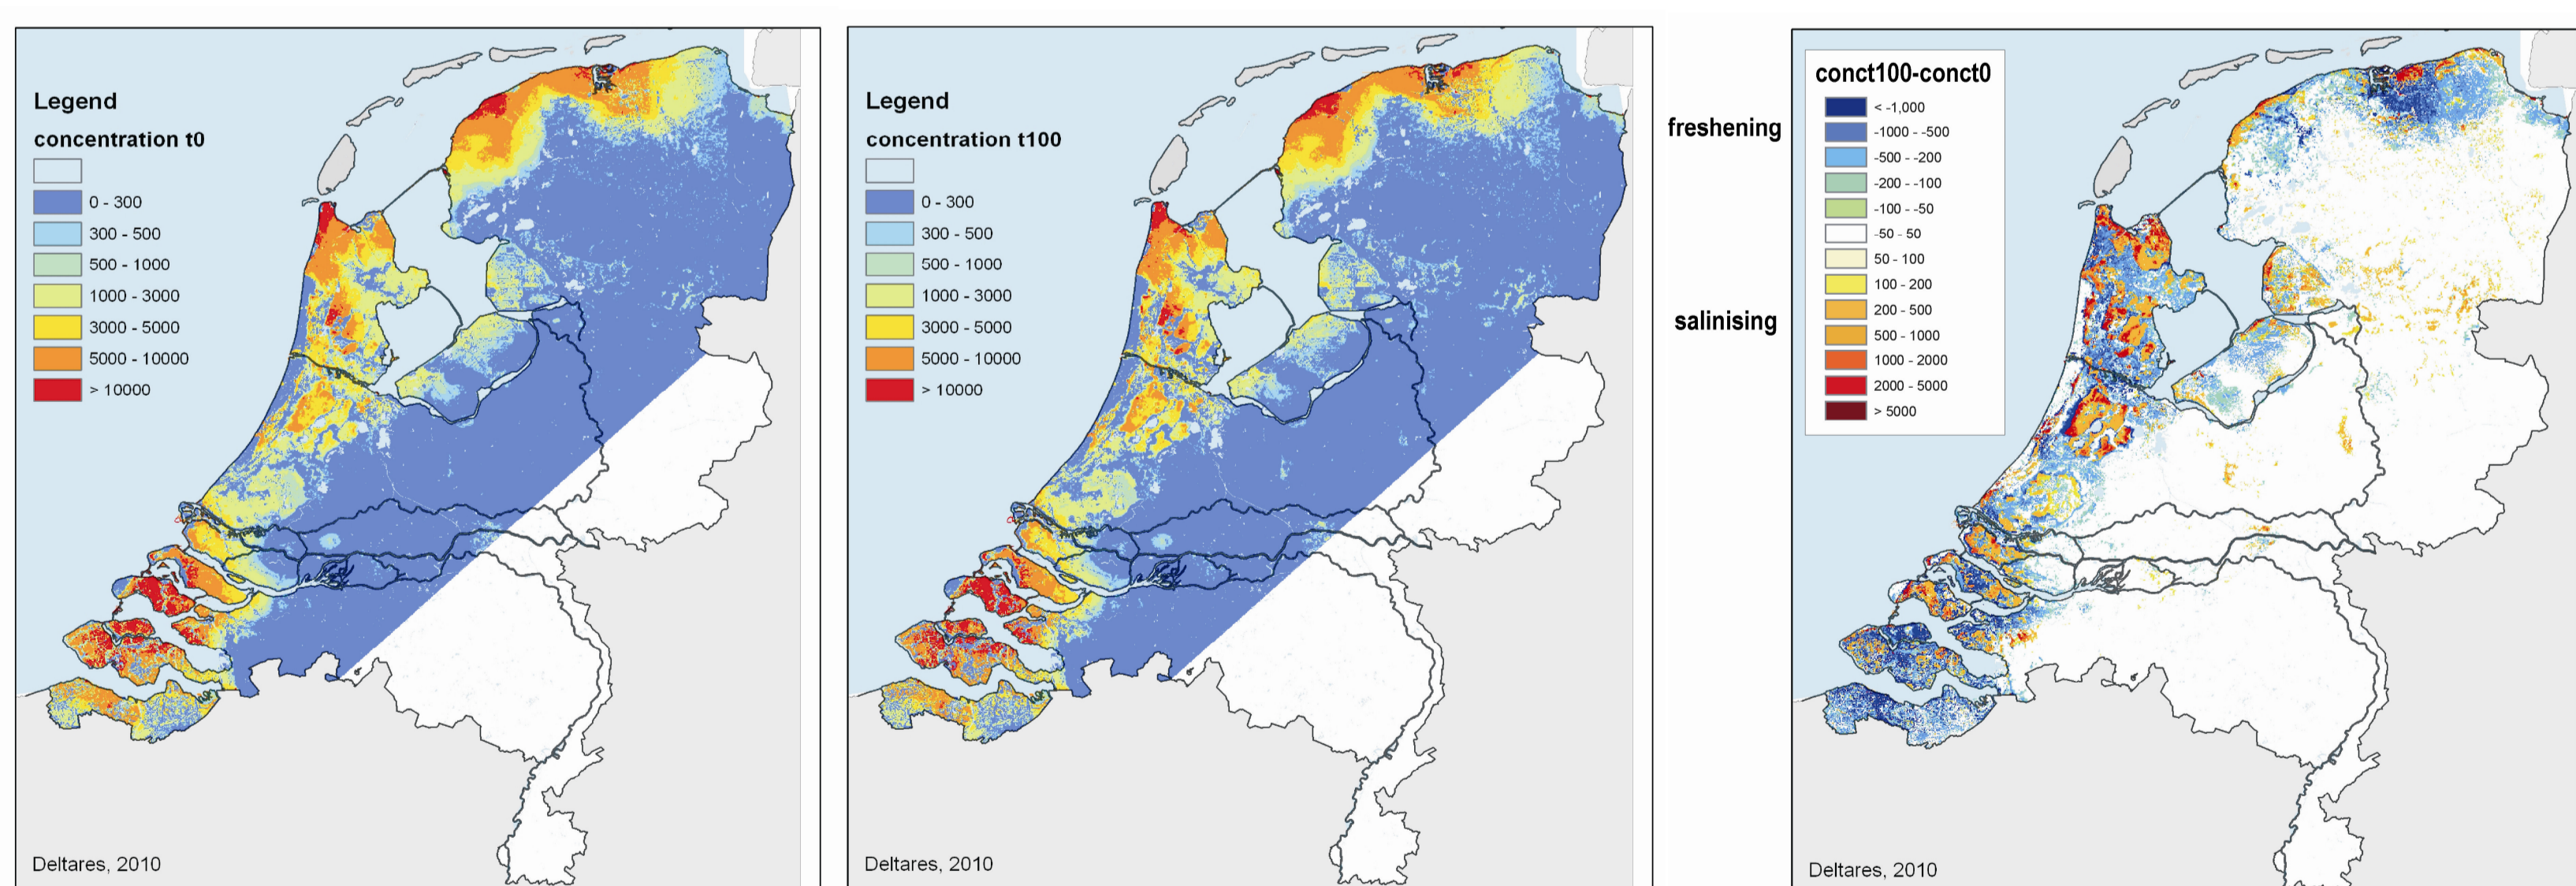 Legend
concentration t0
0 - 300
300 - 500
500 - 1000
1000 - 3000
3000 - 5000
5000 - 10000
> 10000
Deltares, 2010
Legend
concentration t100
0 - 300
300 - 500
500 - 1000
1000 - 3000
3000 - 5000
5000 - 10000
> 10000
Deltares, 2010
freshening
salinising
conct100-conct0
< -1,000
-1000 - -500
-500 - -200
-200 - -100
-100 - -50
-50 - 50
50 - 100
100 - 200
200 - 500
500 - 1000
1000 - 2000
2000 - 5000
> 5000
Deltares, 2010